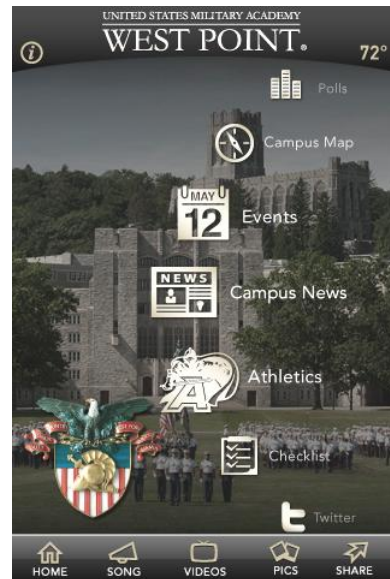 UNITED STATES MILITARY ACADEMY
WEST POINT®
72°
Polls
Campus Map
MAY
12
Events
NEWS
Campus News
A
Athletics
Checklist
Twitter
HOME
SONG
VIDEOS
PICS
SHARE